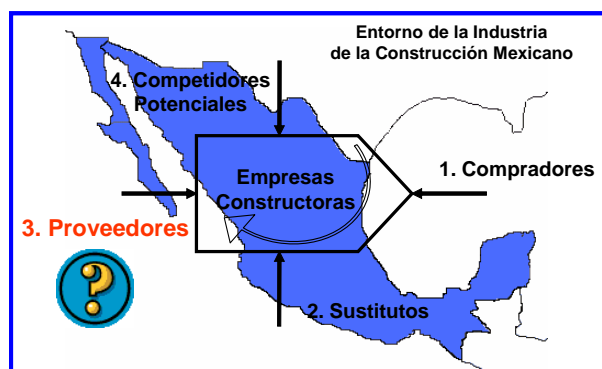 Entorno de la Industria
de la Construcción Mexicano
4. Competidores
Potenciales
1. Compradores
Empresas
Constructoras
3. Proveedores
?
2. Sustitutos